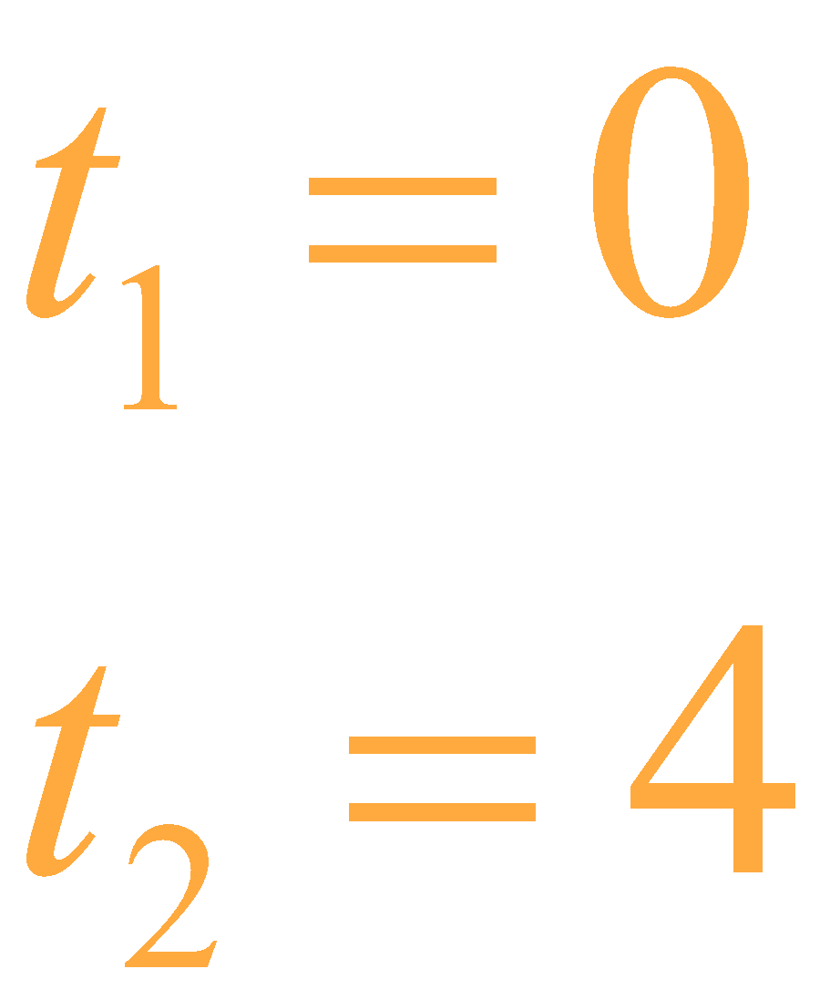 t₁ = 0
t₂ = 4